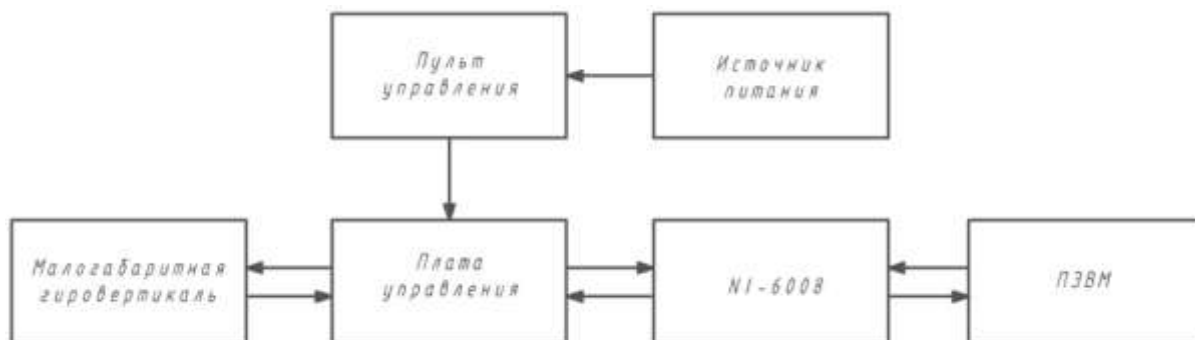 Пульт
управления
Источник
питания
Малогабаритная
гировертикаль
Плата
управления
NI-6008
ПЭВМ